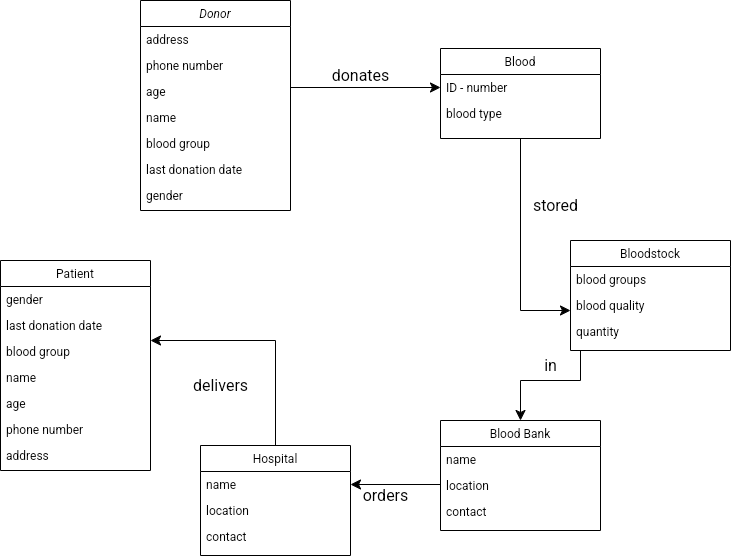 Donor
address
phone number
age
name
blood group
last donation date
gender
donates
Blood
ID - number
blood type
stored
Bloodstock
blood groups
blood quality
quantity
in
Blood Bank
name
location
contact
orders
Hospital
name
location
contact
delivers
Patient
gender
last donation date
blood group
name
age
phone number
address